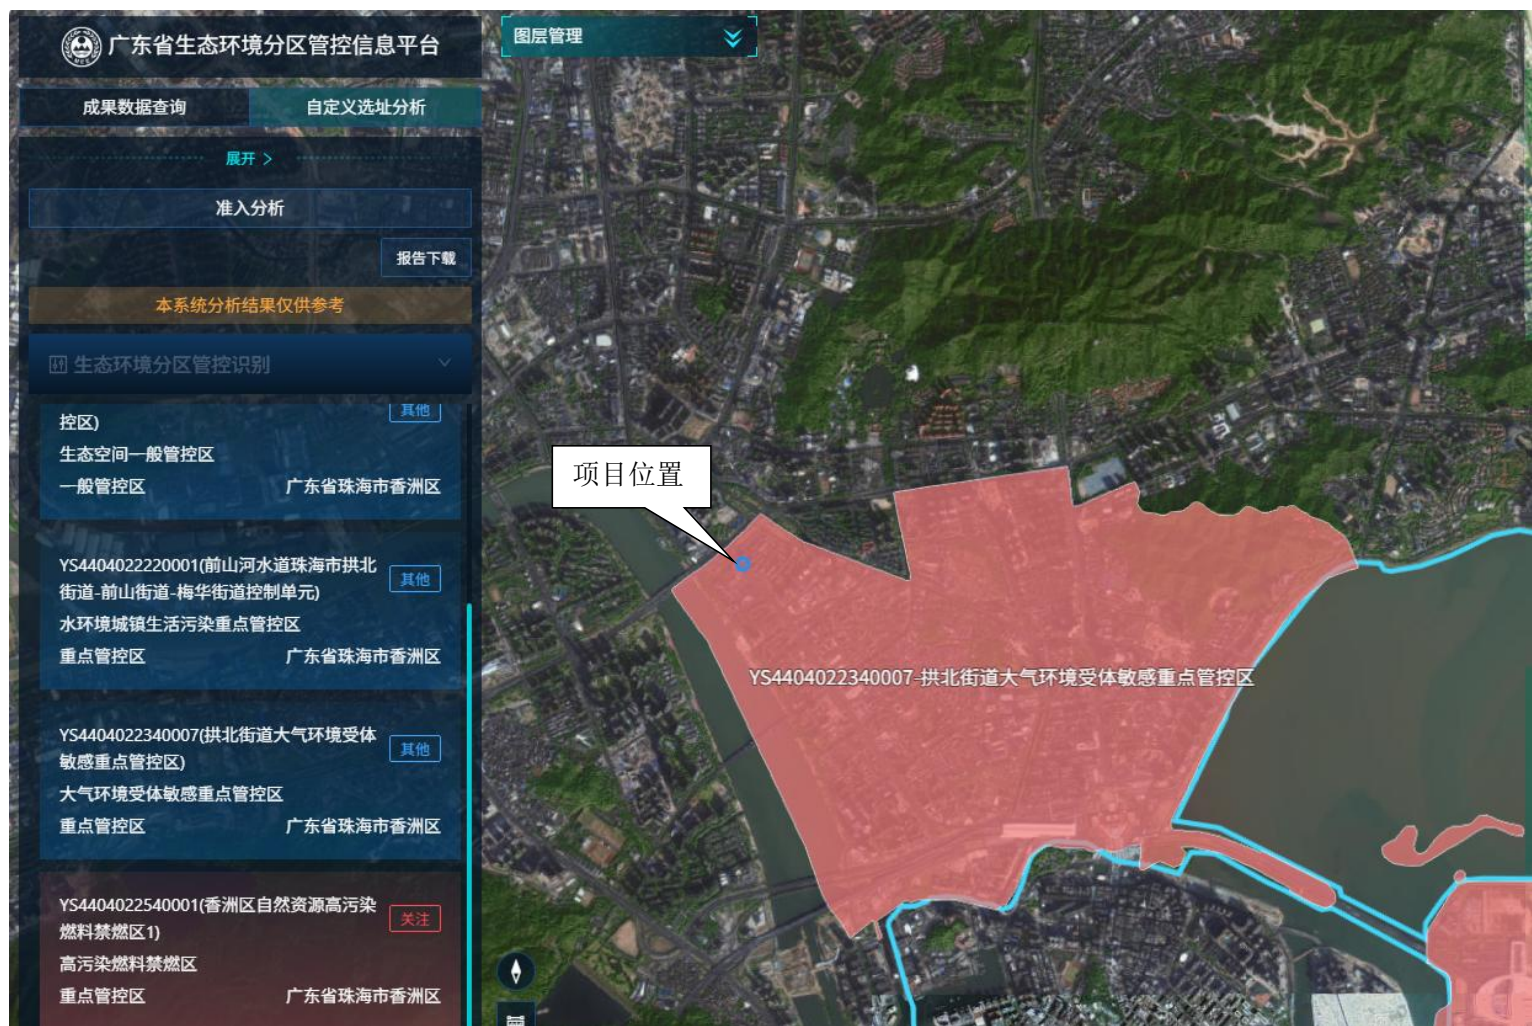 广东省生态环境分区管控信息平台
图层管理
成果数据查询
自定义选址分析
展开 >
准入分析
报告下载
本系统分析结果仅供参考
生态环境分区管控识别
控区)
其他
生态空间一般管控区
一般管控区
广东省珠海市香洲区
YS4404022220001(前山河水道珠海市拱北
街道-前山街道-梅华街道控制单元)
其他
水环境城镇生活污染重点管控区
重点管控区
广东省珠海市香洲区
YS4404022340007(拱北街道大气环境受体
敏感重点管控区)
其他
大气环境受体敏感重点管控区
重点管控区
广东省珠海市香洲区
YS4404022540001(香洲区自然资源高污染
燃料禁燃区1)
关注
高污染燃料禁燃区
重点管控区
广东省珠海市香洲区
项目位置
YS4404022340007-拱北街道大气环境受体敏感重点管控区